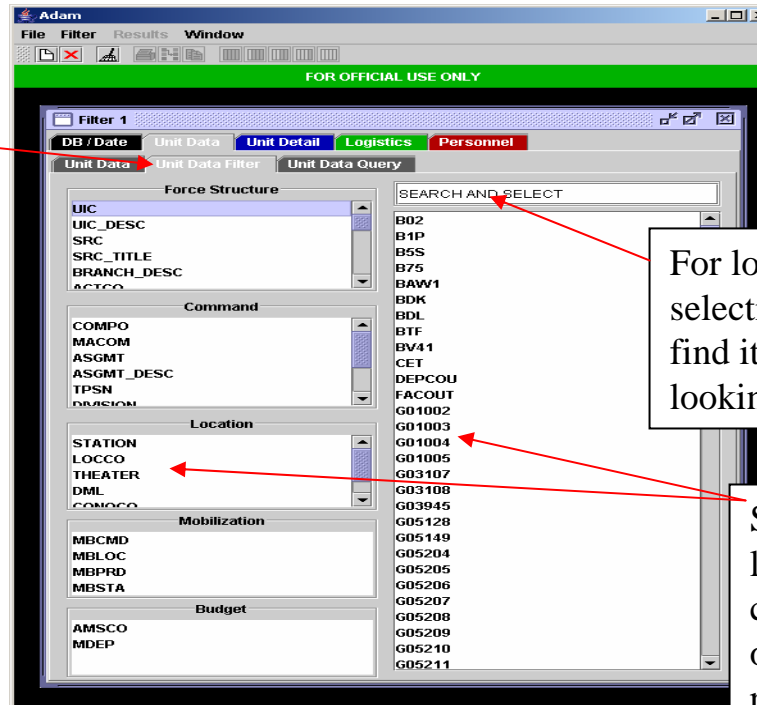 Adam
File Filter Results Window
FOR OFFICIAL USE ONLY
Filter 1
DB / Date Unit Data Unit Detail Logistics Personnel
Unit Data Unit Data Filter Unit Data Query
Force Structure
UIC
UIC_DESC
SRC
SRC_TITLE
BRANCH_DESC
ACTCO
Command
COMPO
MACOM
ASGMT
ASGMT_DESC
TPSN
DIVISION
Location
STATION
LOCCO
THEATER
DML
CONOCO
Mobilization
MBCMD
MBLOC
MBPRD
MBSTA
Budget
AMSCO
MDEP
SEARCH AND SELECT
B02
B1P
B5S
B75
BAW1
BDK
BDL
BTF
BV41
CET
DEPCOU
FACOUT
G01002
G01003
G01004
G01005
G03107
G03108
G03945
G05128
G05149
G05204
G05205
G05206
G05207
G05208
G05209
G05210
G05211
For lo
selecti
find it
lookin
S
l
c
o